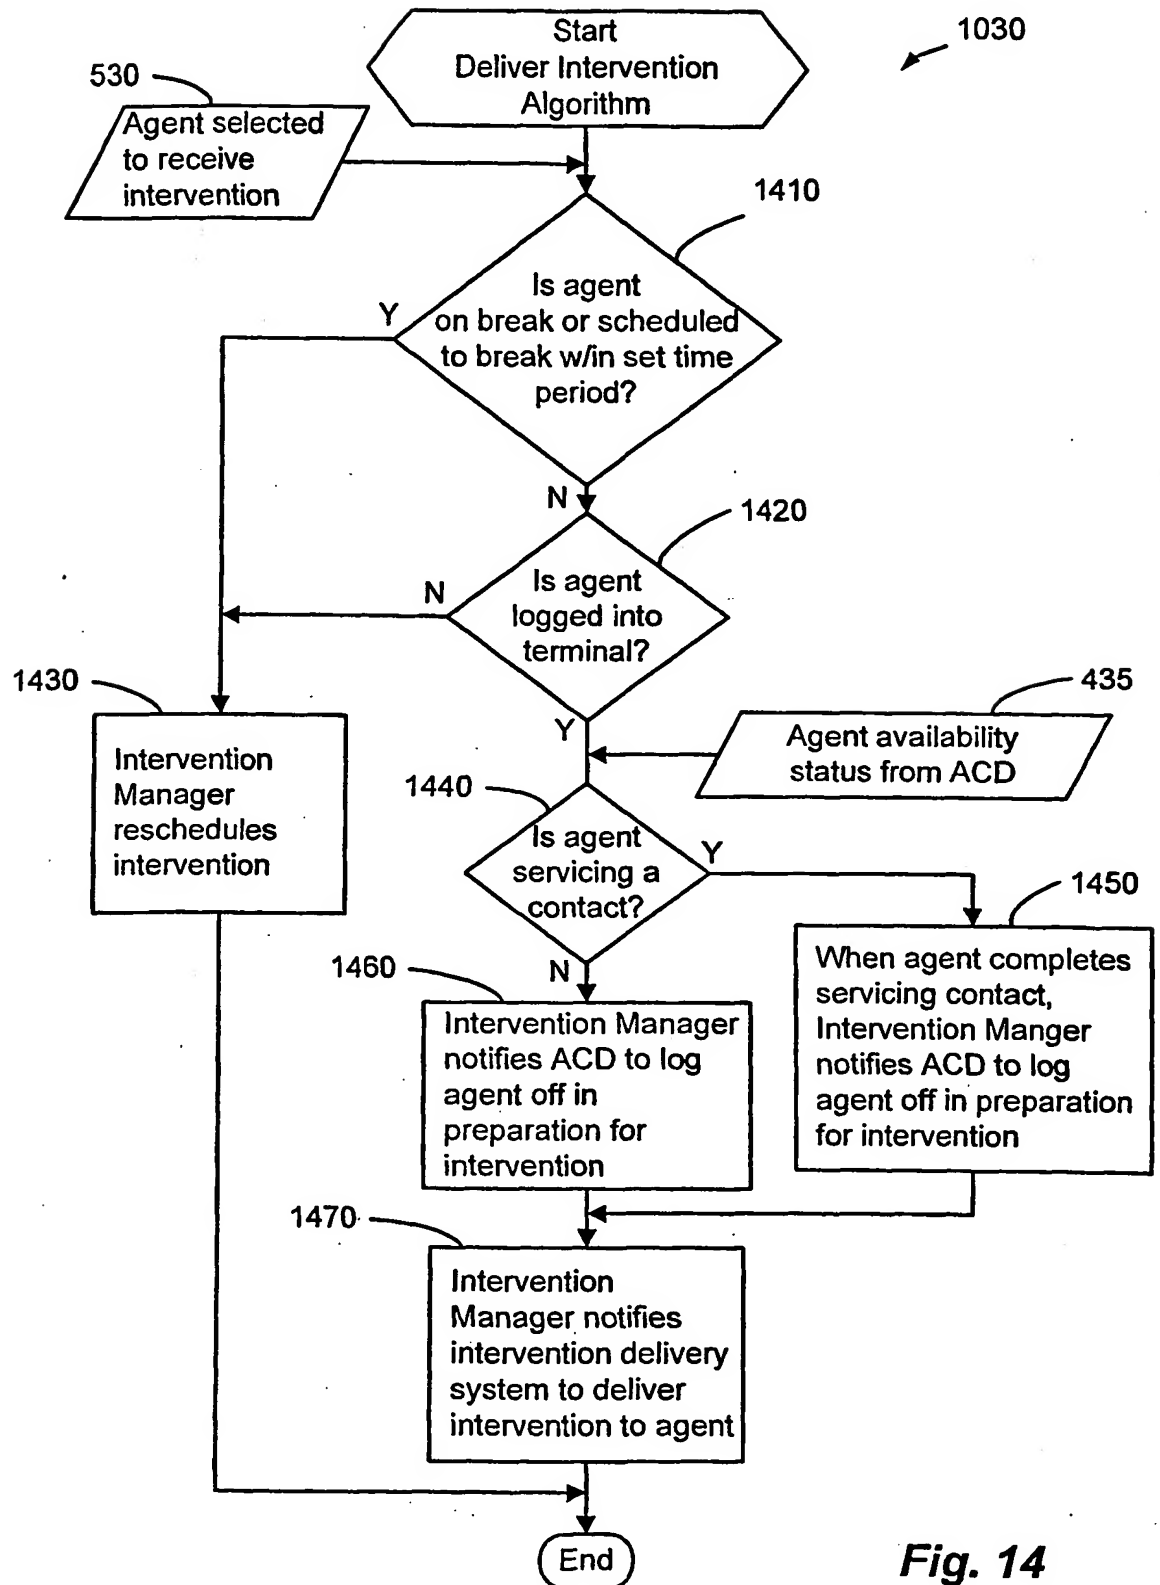 Start
Deliver Intervention
Algorithm
1030
530
Agent selected
to receive
intervention
1410
Is agent
on break or scheduled
to break w/in set time
period?
Y
N
1420
Is agent
logged into
terminal?
N
Y
1430
Intervention
Manager
reschedules
intervention
435
Agent availability
status from ACD
1440
Is agent
servicing a
contact?
Y
N
1450
When agent completes
servicing contact,
Intervention Manger
notifies ACD to log
agent off in preparation
for intervention
1460
Intervention Manager
notifies ACD to log
agent off in
preparation for
intervention
1470
Intervention
Manager notifies
intervention delivery
system to deliver
intervention to agent
End
Fig. 14